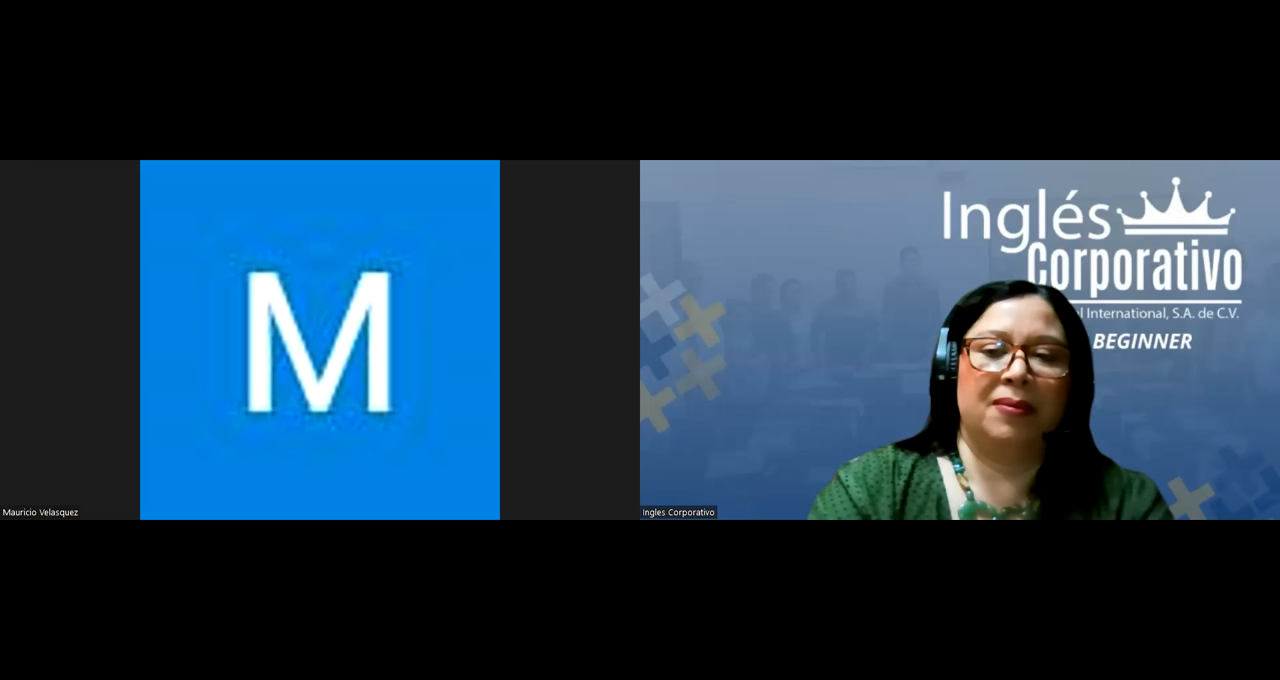 M
Mauricio Velasquez
Inglés
Corporativo
l International, S.A. de C.V.
BEGINNER
Ingles Corporativo